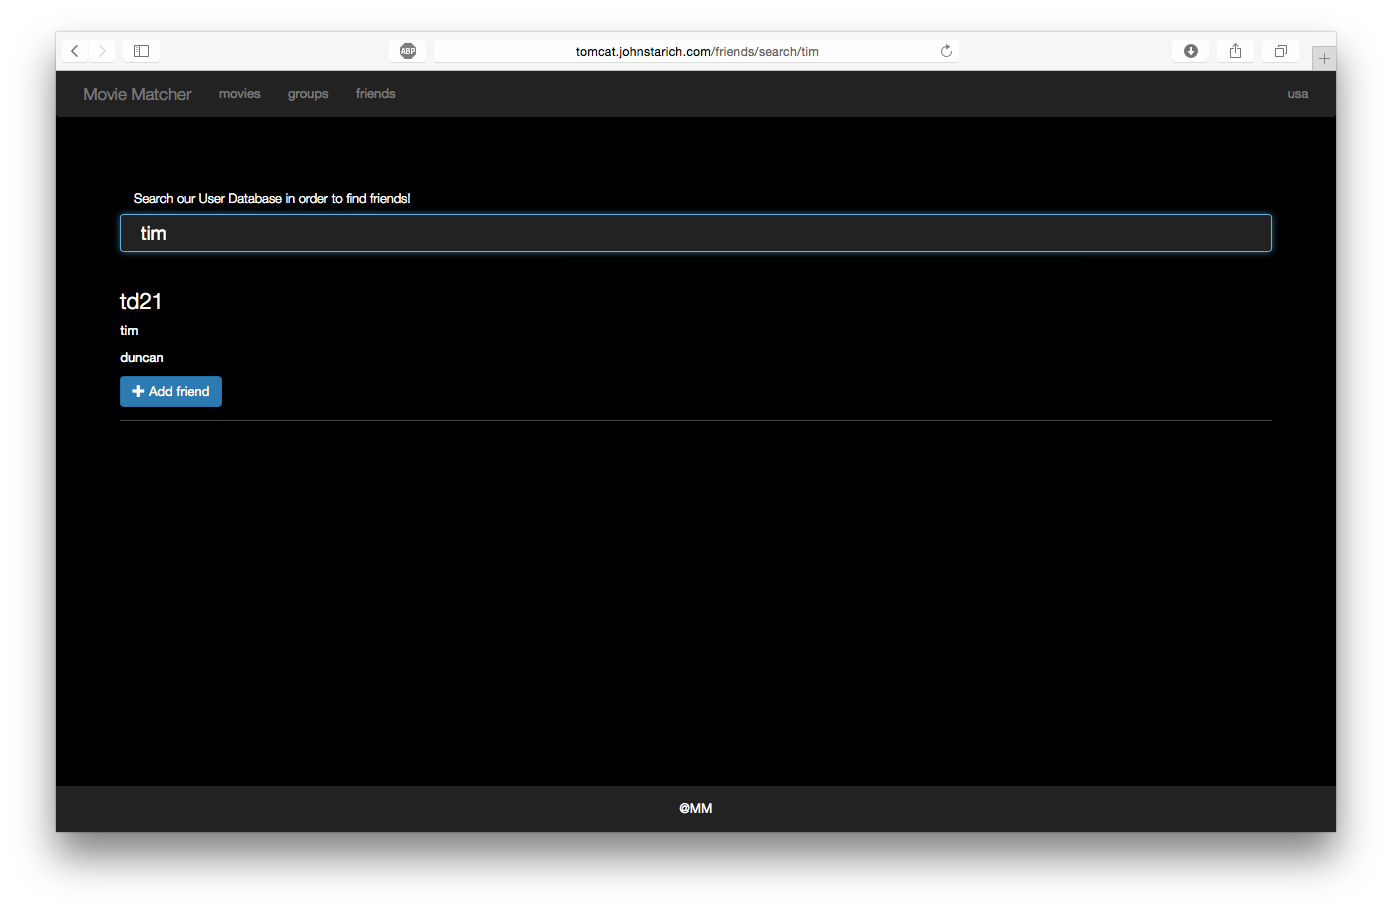 ABP
tomcat.johnstarich.com/friends/search/tim
Movie Matcher movies groups friends usa
Search our User Database in order to find friends!
tim
td21
tim
duncan
Add friend
@MM